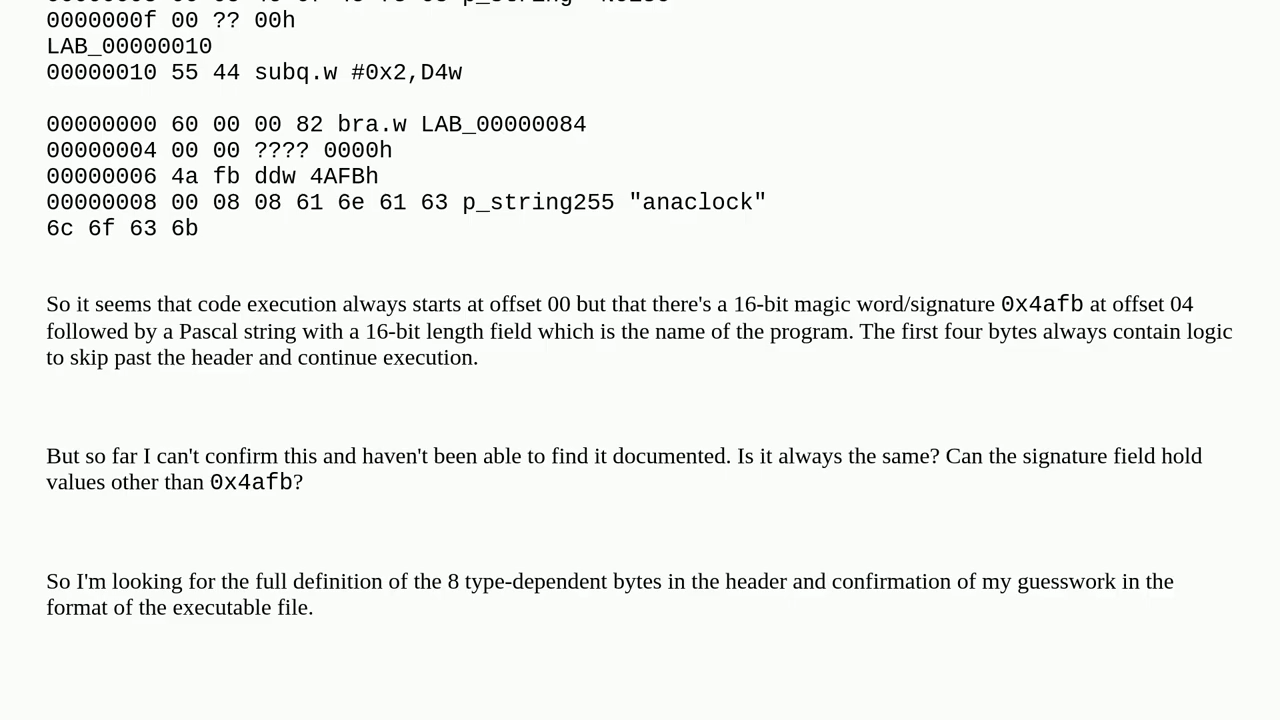 0000000f 00 ?? 00h
LAB_00000010
00000010 55 44 subq.w #0x2,D4w
00000000 60 00 00 82 bra.w LAB_00000084
00000004 00 00 ???? 0000h
00000006 4a fb ddw 4AFBh
00000008 00 08 08 61 6e 61 63 p_string255 "anaclock"
6c 6f 63 6b
So it seems that code execution always starts at offset 00 but that there's a 16-bit magic word/signature 0x4afb at offset 04
followed by a Pascal string with a 16-bit length field which is the name of the program. The first four bytes always contain logic
to skip past the header and continue execution.
But so far I can't confirm this and haven't been able to find it documented. Is it always the same? Can the signature field hold
values other than 0x4afb?
So I'm looking for the full definition of the 8 type-dependent bytes in the header and confirmation of my guesswork in the
format of the executable file.